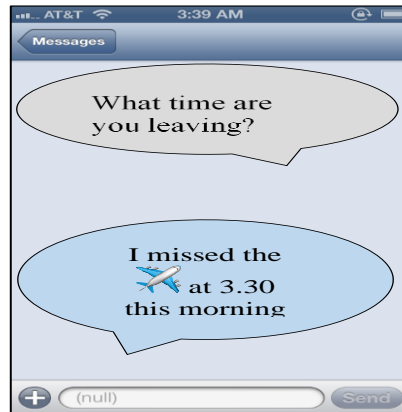 AT&T 3:39 AM
Messages
What time are
you leaving?
I missed the
✈️ at 3.30
this morning
(null)
Send